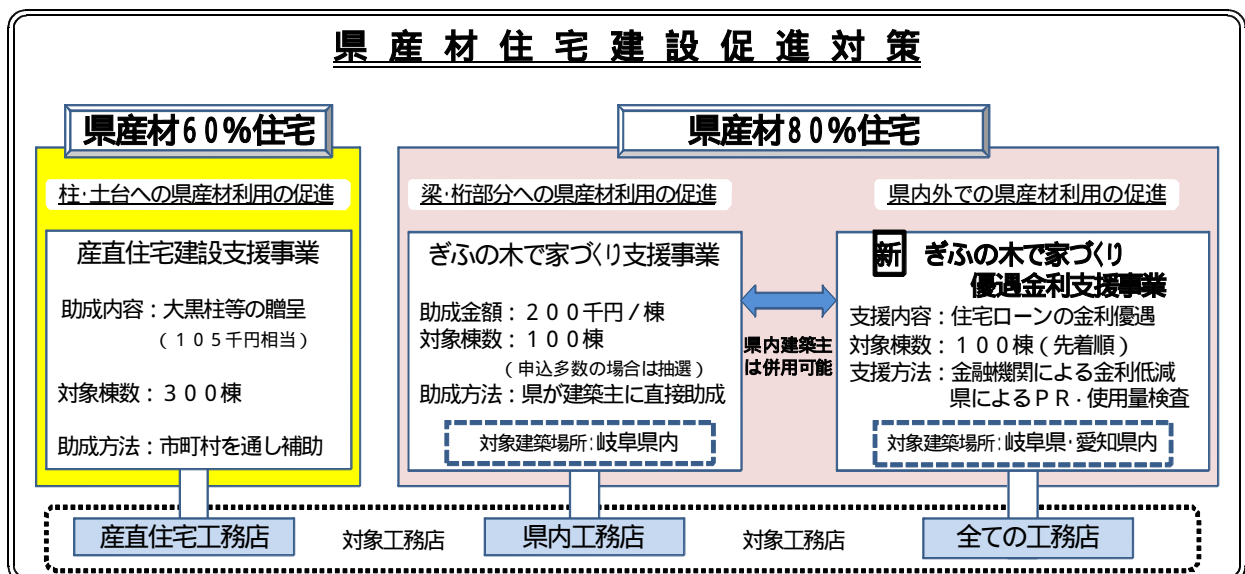 県産材住宅建設促進対策
県産材60%住宅
柱・土台への県産材利用の促進
産直住宅建設支援事業
助成内容：大黒柱等の贈呈
（105千円相当）
対象棟数：300棟
助成方法：市町村を通し補助
県産材80%住宅
梁・桁部分への県産材利用の促進
ぎふの木で家づくり支援事業
助成金額：200千円/棟
対象棟数：100棟
（申込多数の場合は抽選）
助成方法：県が建築主に直接助成
対象建築場所：岐阜県内
県内建築主
は併用可能
県内外での県産材利用の促進
新 ぎふの木で家づくり
優遇金利支援事業
支援内容：住宅ローンの金利優遇
対象棟数：100棟（先着順）
支援方法：金融機関による金利低減
県によるPR・使用量検査
対象建築場所：岐阜県・愛知県内
産直住宅工務店 対象工務店 県内工務店 対象工務店 全ての工務店